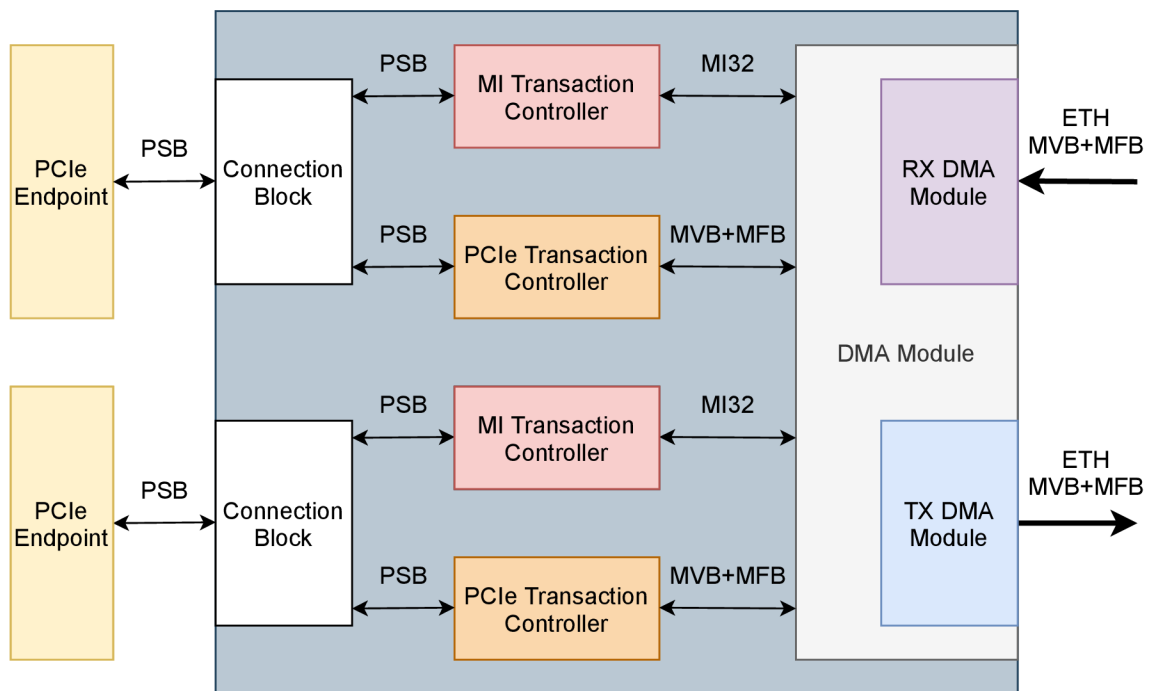 PSB
MI Transaction
Controller
MI32
ETH
MVB+MFB
PCIe
Endpoint
PSB
Connection
Block
RX DMA
Module
PSB
PCIe Transaction
Controller
MVB+MFB
DMA Module
PSB
MI Transaction
Controller
MI32
ETH
MVB+MFB
PCIe
Endpoint
PSB
Connection
Block
TX DMA
Module
PSB
PCIe Transaction
Controller
MVB+MFB